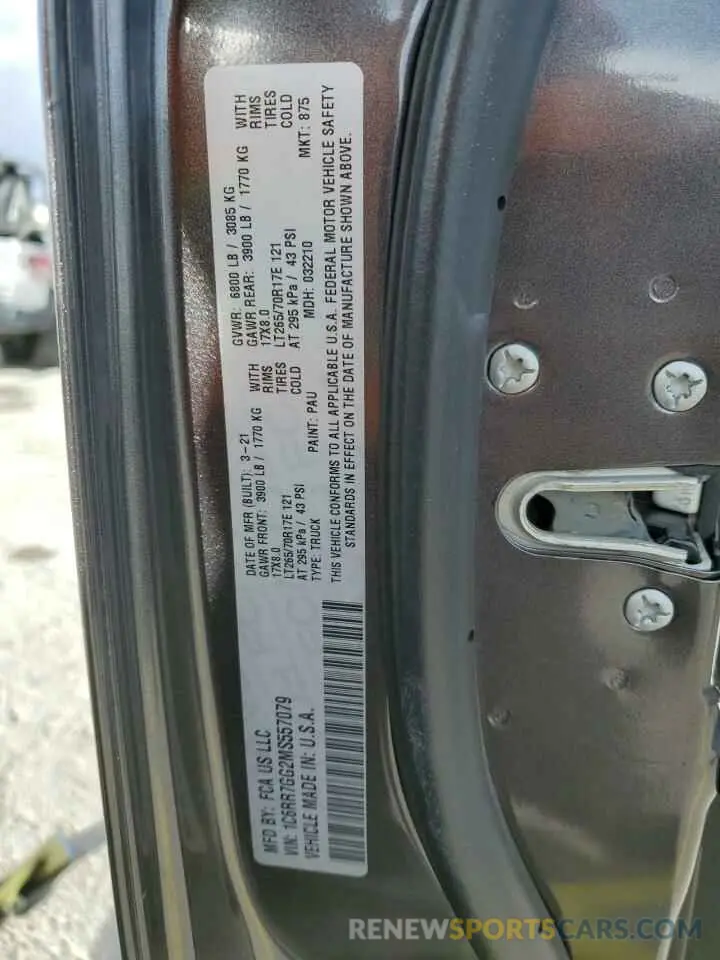 MFD BY: FCA US LLC
DATE OF MFR (BUILT): 3-21
GVWR: 6800 LB / 3085 KG
VIN: 1C6RR7GG2MS557079
GAWR FRONT: 3900 LB / 1770 KG WITH
GAWR REAR: 3900 LB / 1770 KG WITH
17X8.0 RIMS
17X8.0 RIMS
LT265/70R17E 121 TIRES
LT265/70R17E 121 TIRES
AT 295 kPa / 43 PSI COLD
AT 295 kPa / 43 PSI COLD
VEHICLE MADE IN: U.S.A.
TYPE: TRUCK PAINT: PAU MDH: 032210 MKT: 875
THIS VEHICLE CONFORMS TO ALL APPLICABLE U.S.A. FEDERAL MOTOR VEHICLE SAFETY
STANDARDS IN EFFECT ON THE DATE OF MANUFACTURE SHOWN ABOVE.
RENEWSPORTSCARS.COM